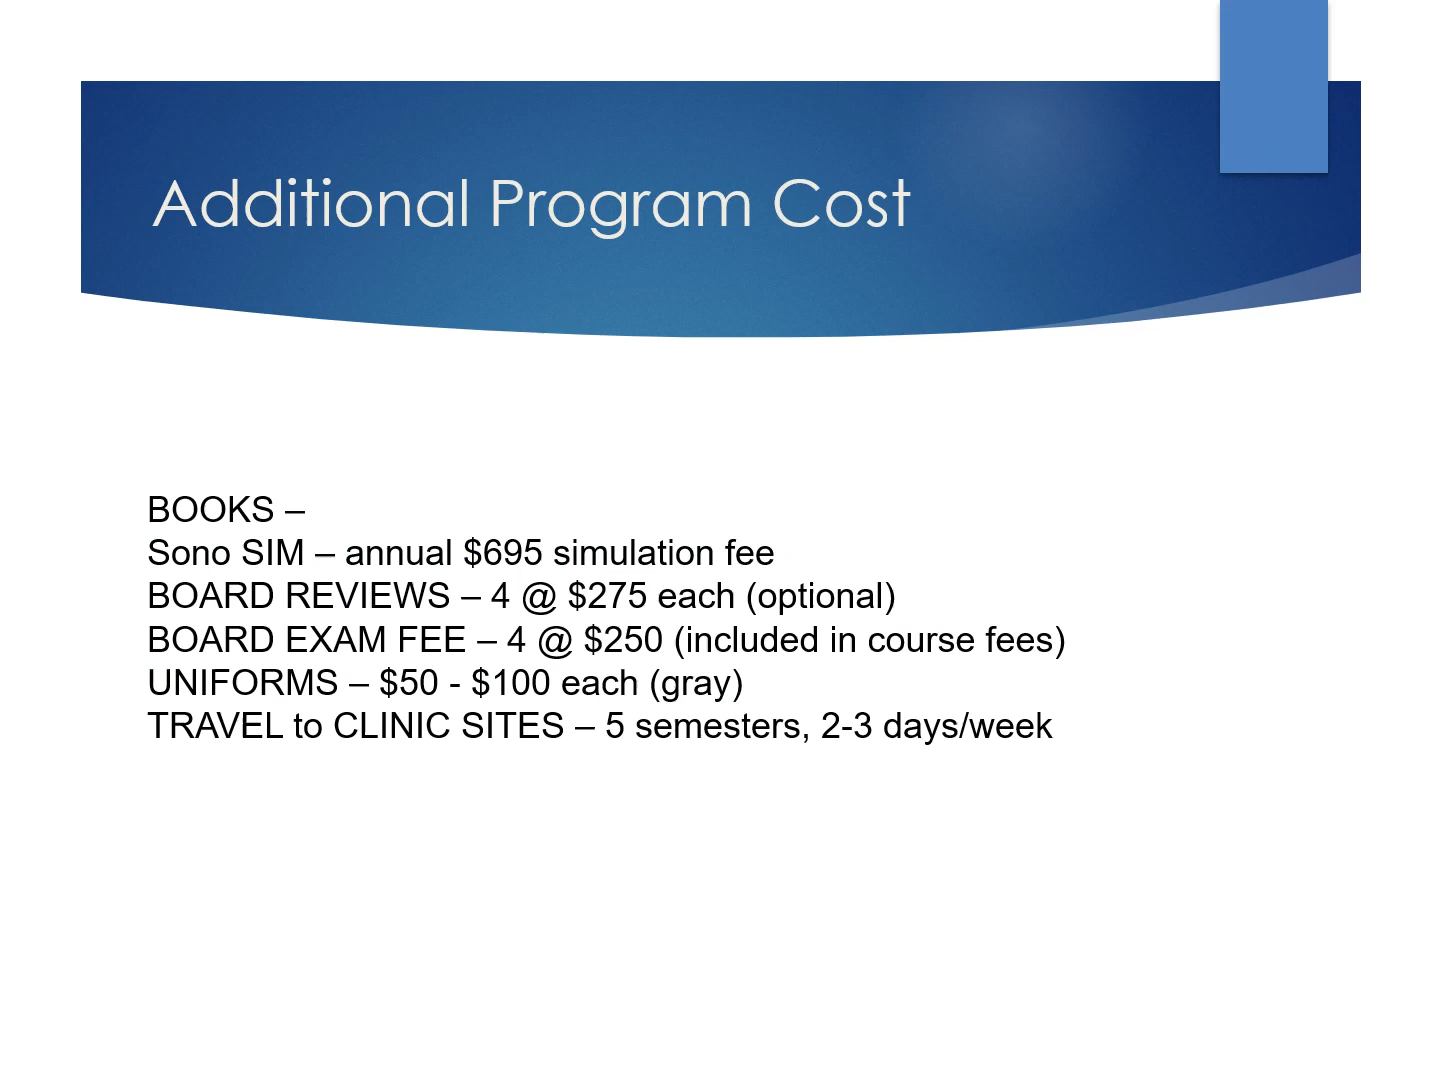 Additional Program Cost
BOOKS –
Sono SIM – annual $695 simulation fee
BOARD REVIEWS – 4 @ $275 each (optional)
BOARD EXAM FEE – 4 @ $250 (included in course fees)
UNIFORMS – $50 - $100 each (gray)
TRAVEL to CLINIC SITES – 5 semesters, 2-3 days/week